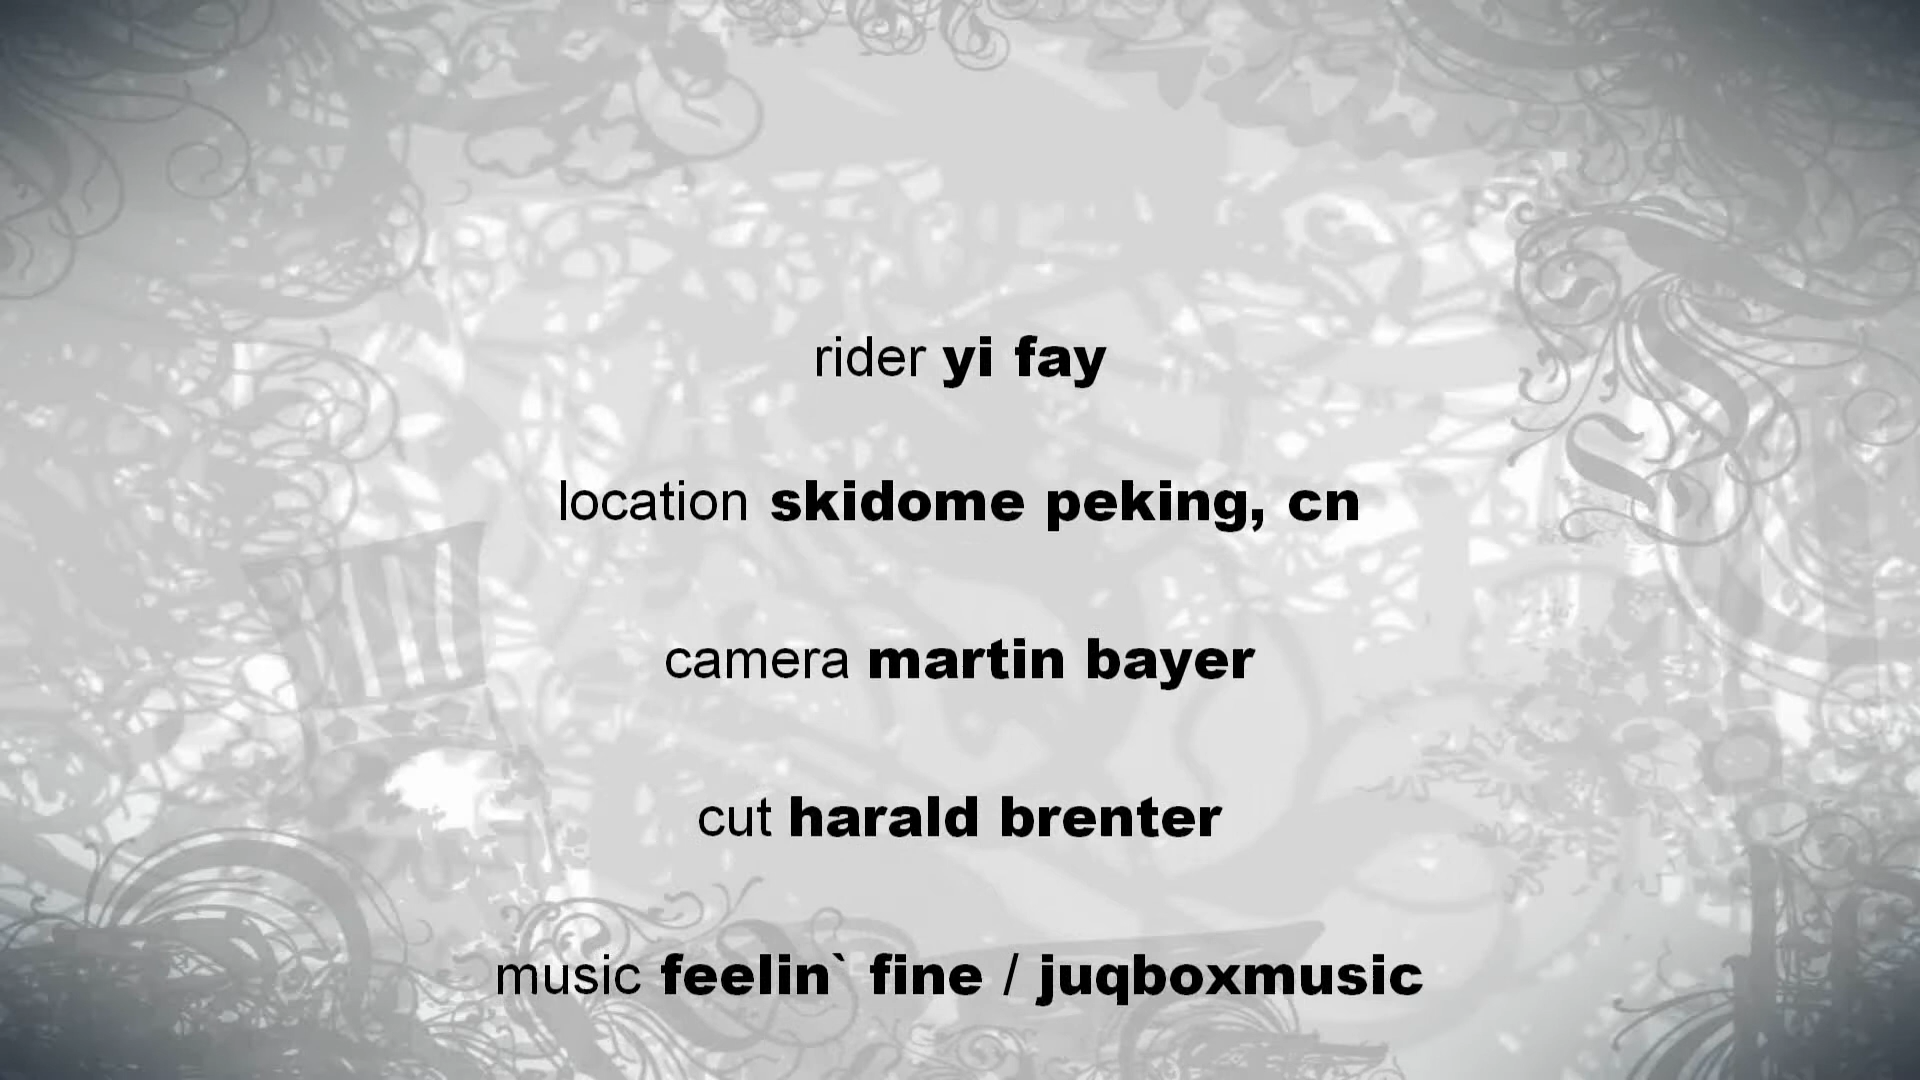 rider yi fay
location skidome peking, cn
camera martin bayer
cut harald brenter
music feelin` fine / juqboxmusic